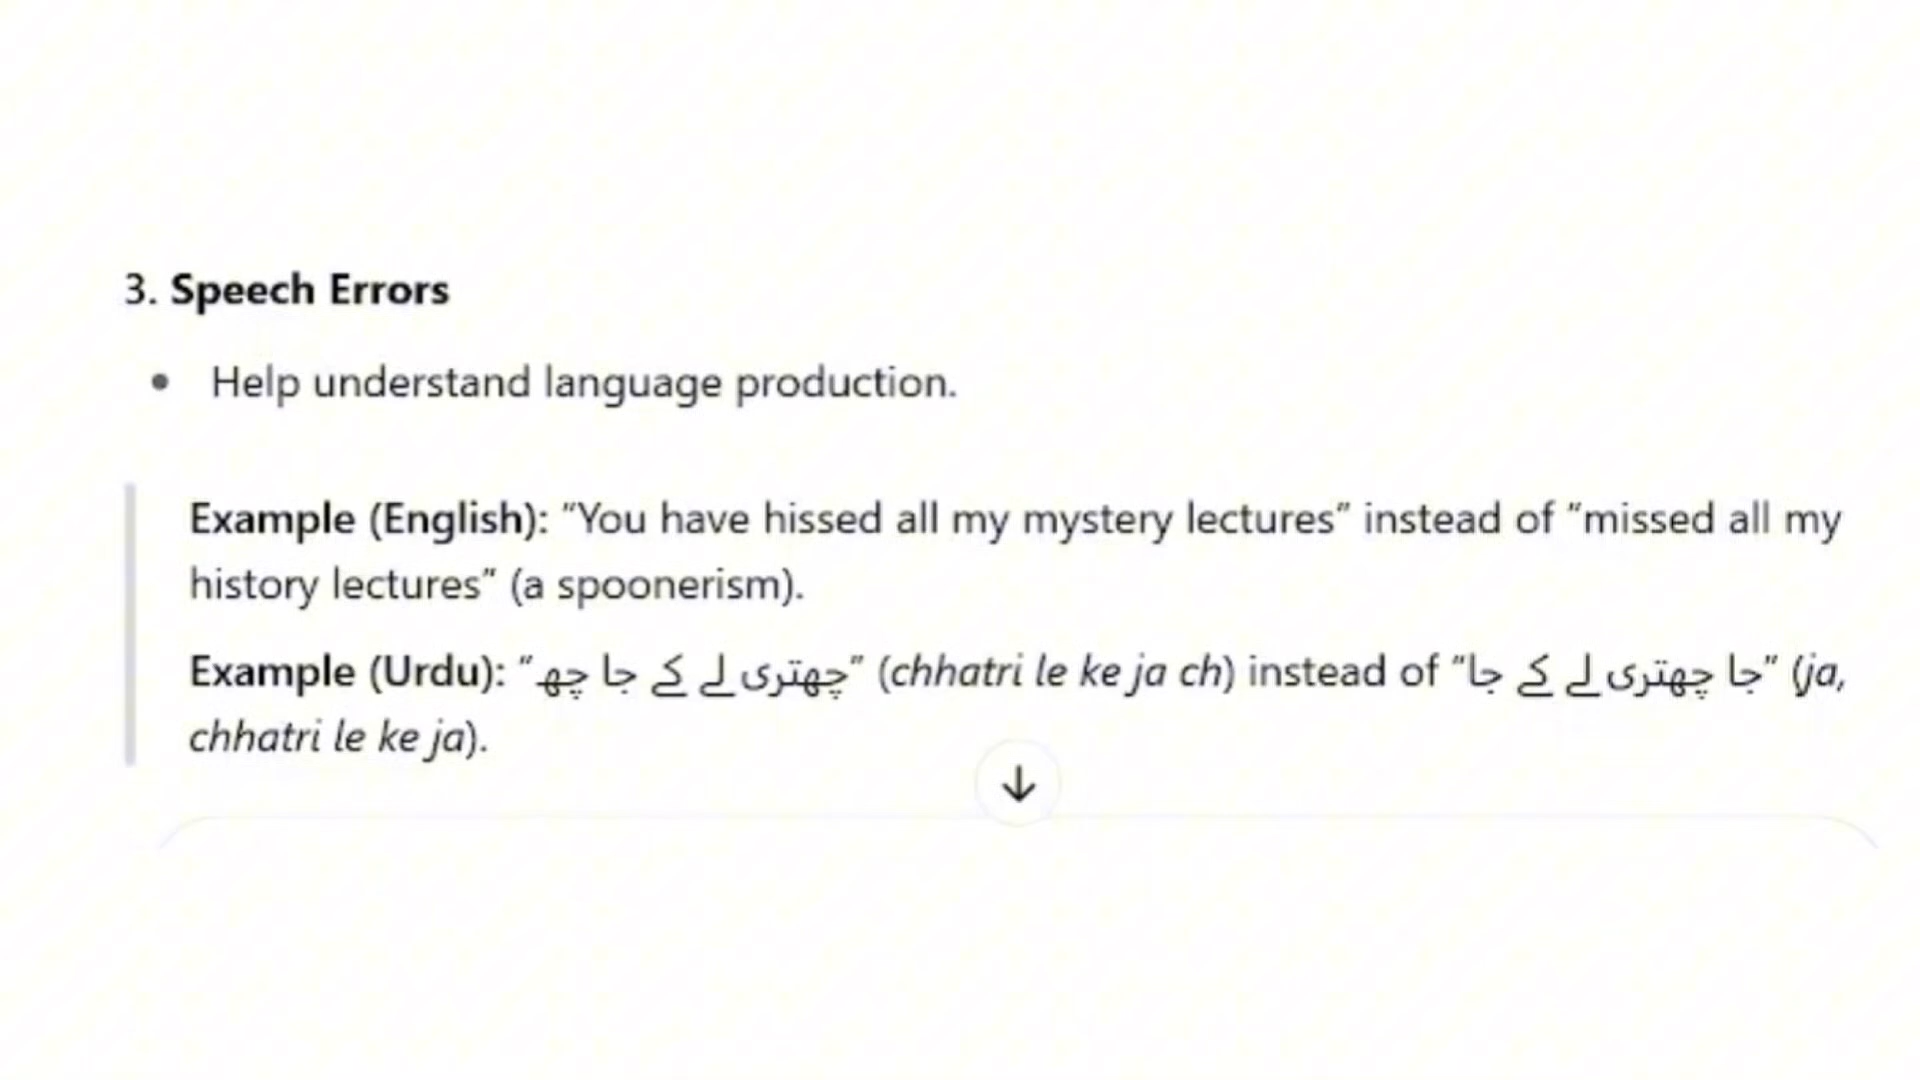 3. Speech Errors
• Help understand language production.
Example (English): "You have hissed all my mystery lectures" instead of "missed all my
history lectures" (a spoonerism).
Example (Urdu): "چھتری لے کے جا چھ" (chhatri le ke ja ch) instead of "جا چھتری لے کے جا" (ja,
chhatri le ke ja).